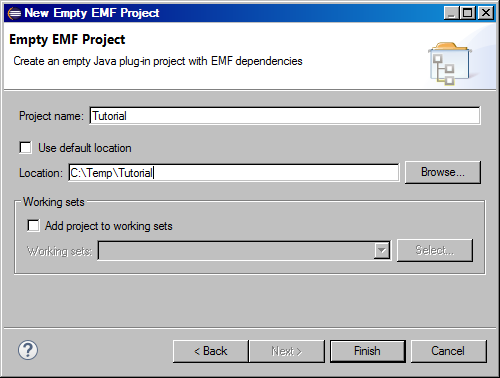 New Empty EMF Project
Empty EMF Project
Create an empty Java plug-in project with EMF dependencies
Project name: Tutorial
Use default location
Location: C:\Temp\Tutorial Browse...
Working sets
Add project to working sets
Working sets: Select...
? < Back Next > Finish Cancel